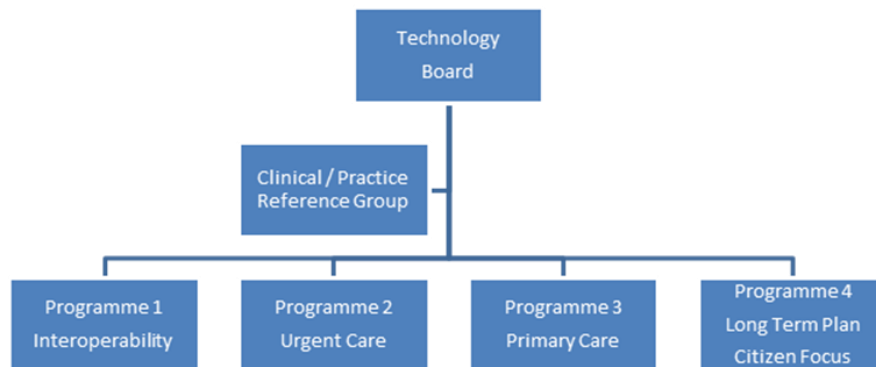 Technology
Board
Clinical / Practice
Reference Group
Programme 1
Interoperability
Programme 2
Urgent Care
Programme 3
Primary Care
Programme 4
Long Term Plan
Citizen Focus